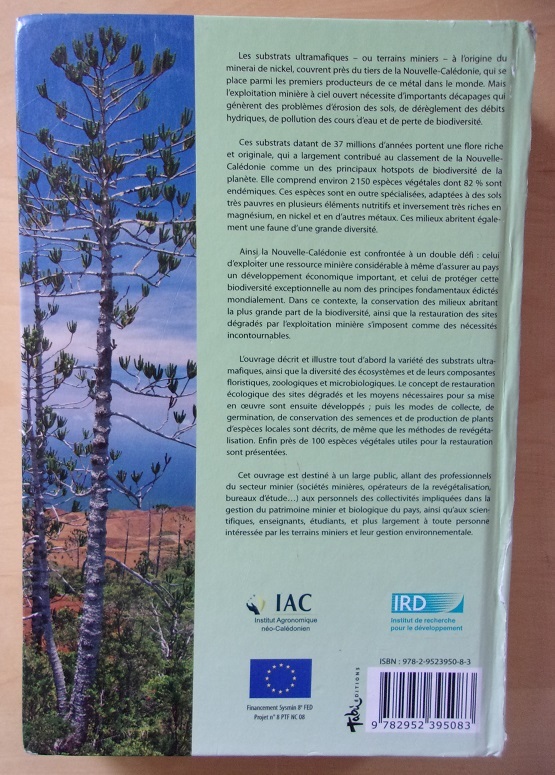 Les substrats ultramafiques – ou terrains miniers – à l'origine du
minerai de nickel, couvrent près du tiers de la Nouvelle-Calédonie, qui se
place parmi les premiers producteurs de ce métal dans le monde. Mais
l'exploitation minière à ciel ouvert nécessite d'importants décapages qui
génèrent des problèmes d'érosion des sols, de dérèglement des débits
hydriques, de pollution des cours d'eau et de perte de biodiversité.
Ces substrats datant de 37 millions d'années portent une flore riche
et originale, qui a largement contribué au classement de la Nouvelle-
Calédonie comme un des principaux hotspots de biodiversité de la
planète. Elle comprend environ 2 150 espèces végétales dont 82 % sont
endémiques. Ces espèces sont en outre spécialisées, adaptées à des sols
très pauvres en plusieurs éléments nutritifs et inversement très riches en
magnésium, en nickel et en d'autres métaux. Ces milieux abritent égale-
ment une faune d'une grande diversité.
Ainsi la Nouvelle-Calédonie est confrontée à un double défi : celui
d'exploiter une ressource minière considérable à même d'assurer au pays
un développement économique important, et celui de protéger cette
biodiversité exceptionnelle au nom des principes fondamentaux édictés
mondialement. Dans ce contexte, la conservation des milieux abritant
la plus grand part de la biodiversité, ainsi que la restauration des sites
dégradés par l'exploitation minière s'imposent comme des nécessités
incontournables.
L'ouvrage décrit et illustre tout d'abord la variété des substrats ultra-
mafiques, ainsi que la diversité des écosystèmes et de leurs composantes
floristiques, zoologiques et microbiologiques. Le concept de restauration
écologique des sites dégradés et les moyens nécessaires pour sa mise
en œuvre sont ensuite développés ; puis les modes de collecte, de
germination, de conservation des semences et de production de plants
d'espèces locales sont décrits, de même que les méthodes de revégéta-
lisation. Enfin près de 100 espèces végétales utiles pour la restauration
sont présentées.
Cet ouvrage est destiné à un large public, allant des professionnels
du secteur minier (sociétés minières, opérateurs de la revégétalisation,
bureaux d'étude…) aux personnels des collectivités impliquées dans la
gestion du patrimoine minier et biologique du pays, ainsi qu'aux scien-
tifiques, enseignants, étudiants, et plus largement à toute personne
intéressée par les terrains miniers et leur gestion environnementale.
IAC
Institut Agronomique
néo-Calédonien
IRD
Institut de recherche
pour le développement
Financement Sysmin 8e FED
Projet n° 8 PTF NC 08
Tabù
EDITIONS
ISBN : 978-2-9523950-8-3
9 782952 395083